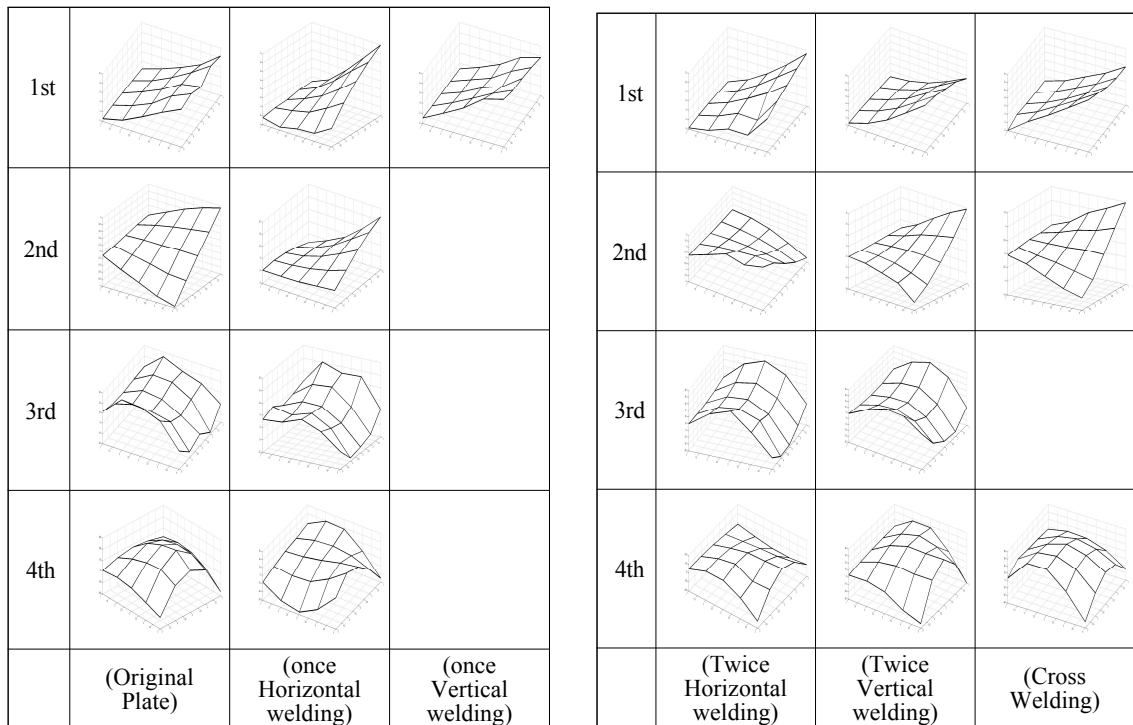 1st
2nd
3rd
4th
(Original
Plate)
(once
Horizontal
welding)
(once
Vertical
welding)
1st
2nd
3rd
4th
(Twice
Horizontal
welding)
(Twice
Vertical
welding)
(Cross
Welding)